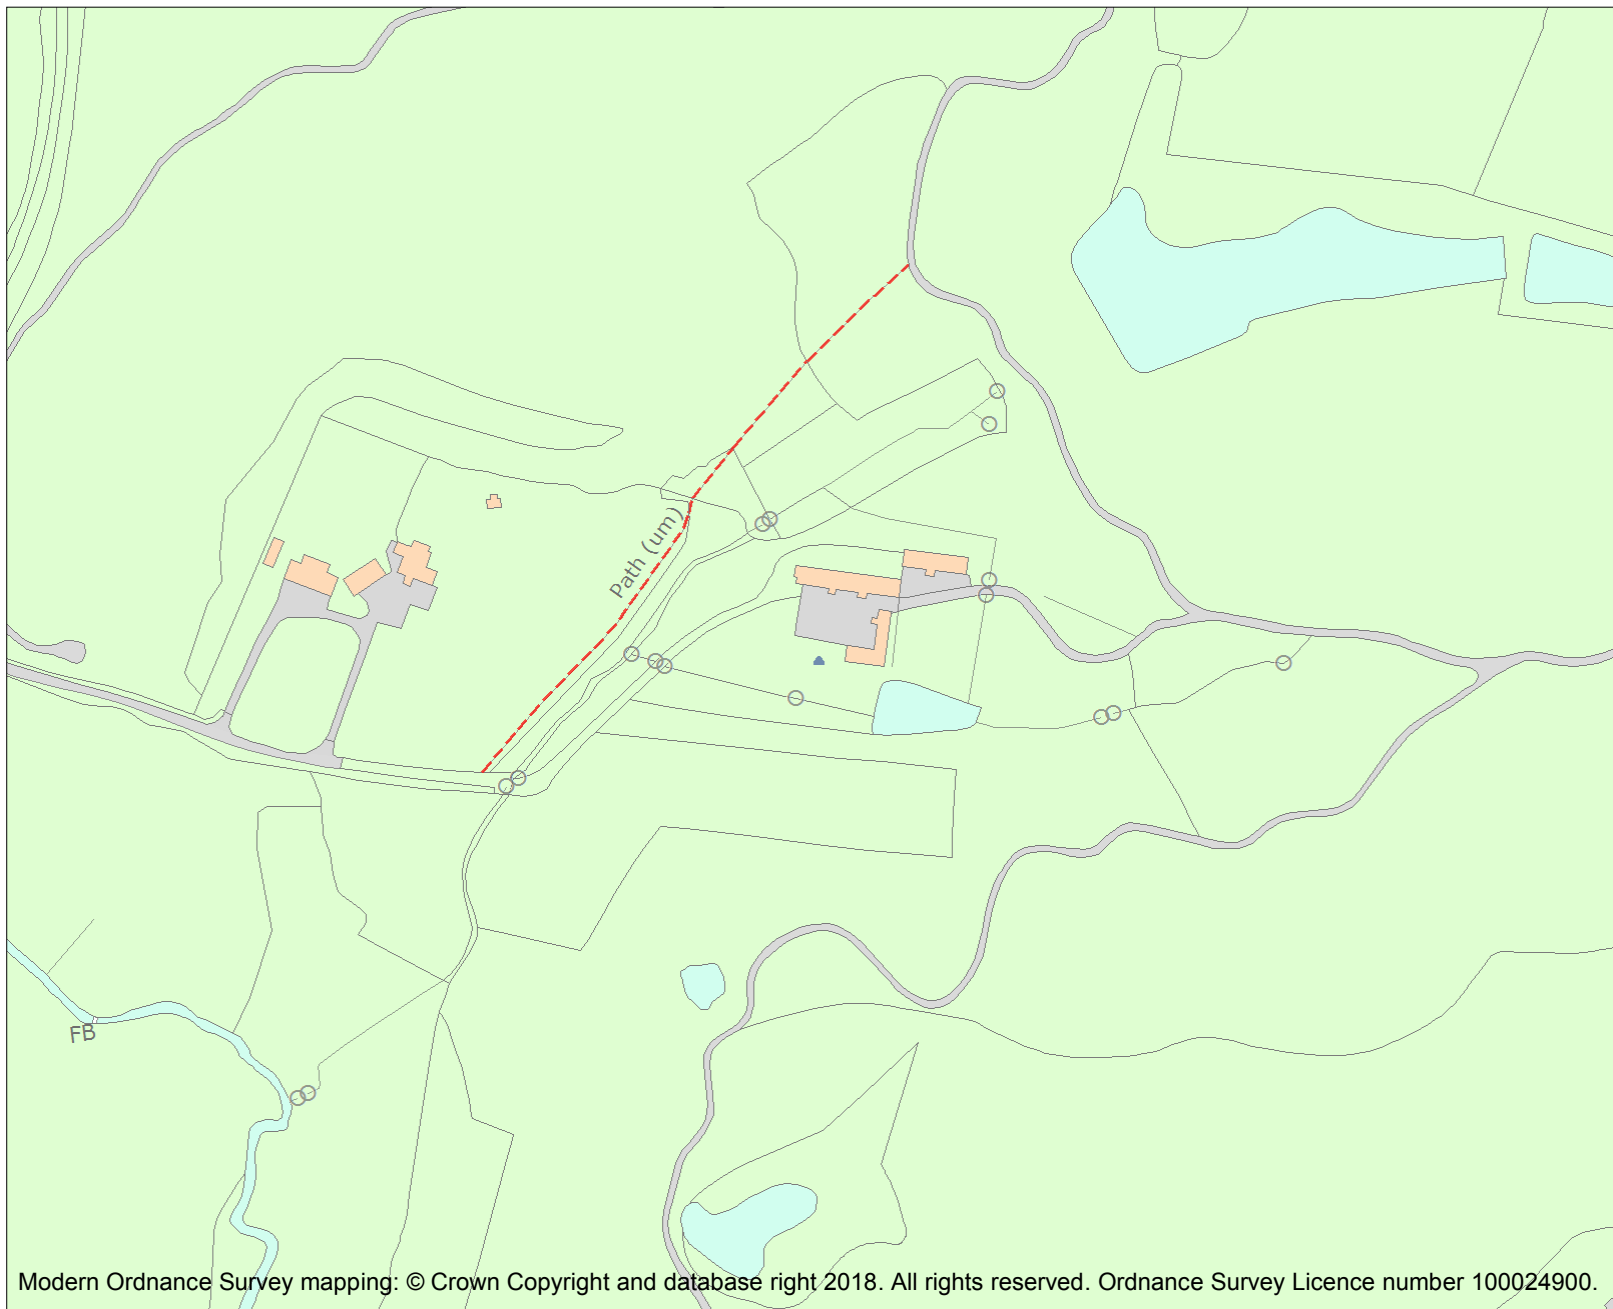 Path (um)
FB
Modern Ordnance Survey mapping: © Crown Copyright and database right 2018. All rights reserved. Ordnance Survey Licence number 100024900.